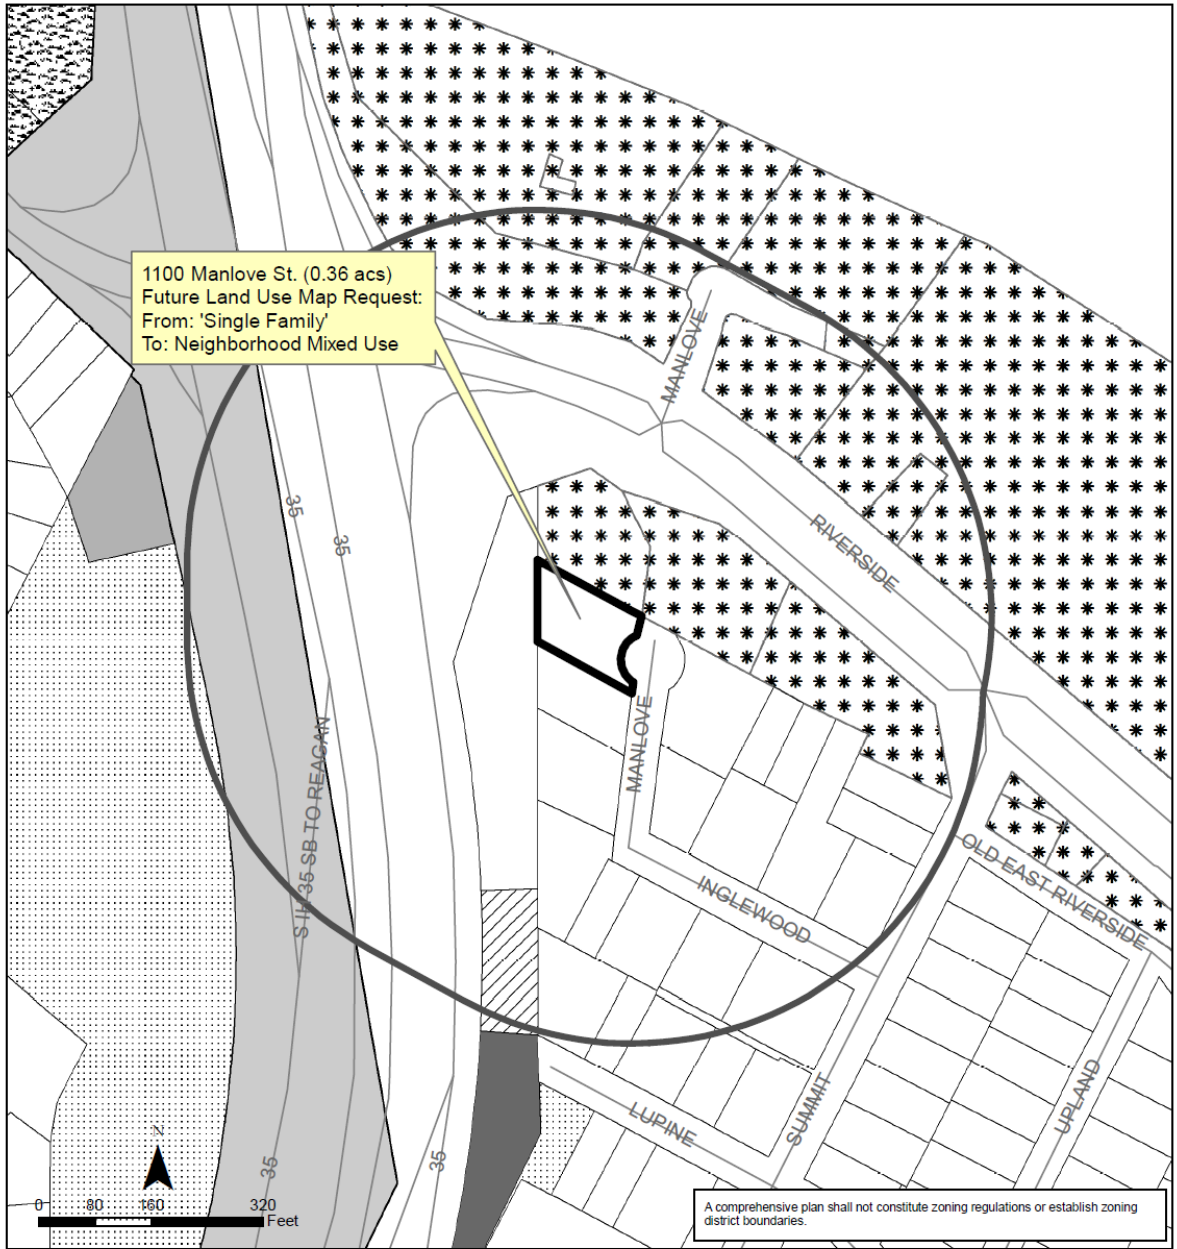 1100 Manlove St. (0.36 acs)
Future Land Use Map Request:
From: 'Single Family'
To: Neighborhood Mixed Use
MANLOVE
35
35
RIVERSIDE
MANLOVE
S IH 35 SB TO REAGAN
OLD EAST RIVERSIDE
INGLEWOOD
UPLAND
SUMMIT
LUPINE
35
35
N
0 80 160 320
Feet
A comprehensive plan shall not constitute zoning regulations or establish zoning
district boundaries.